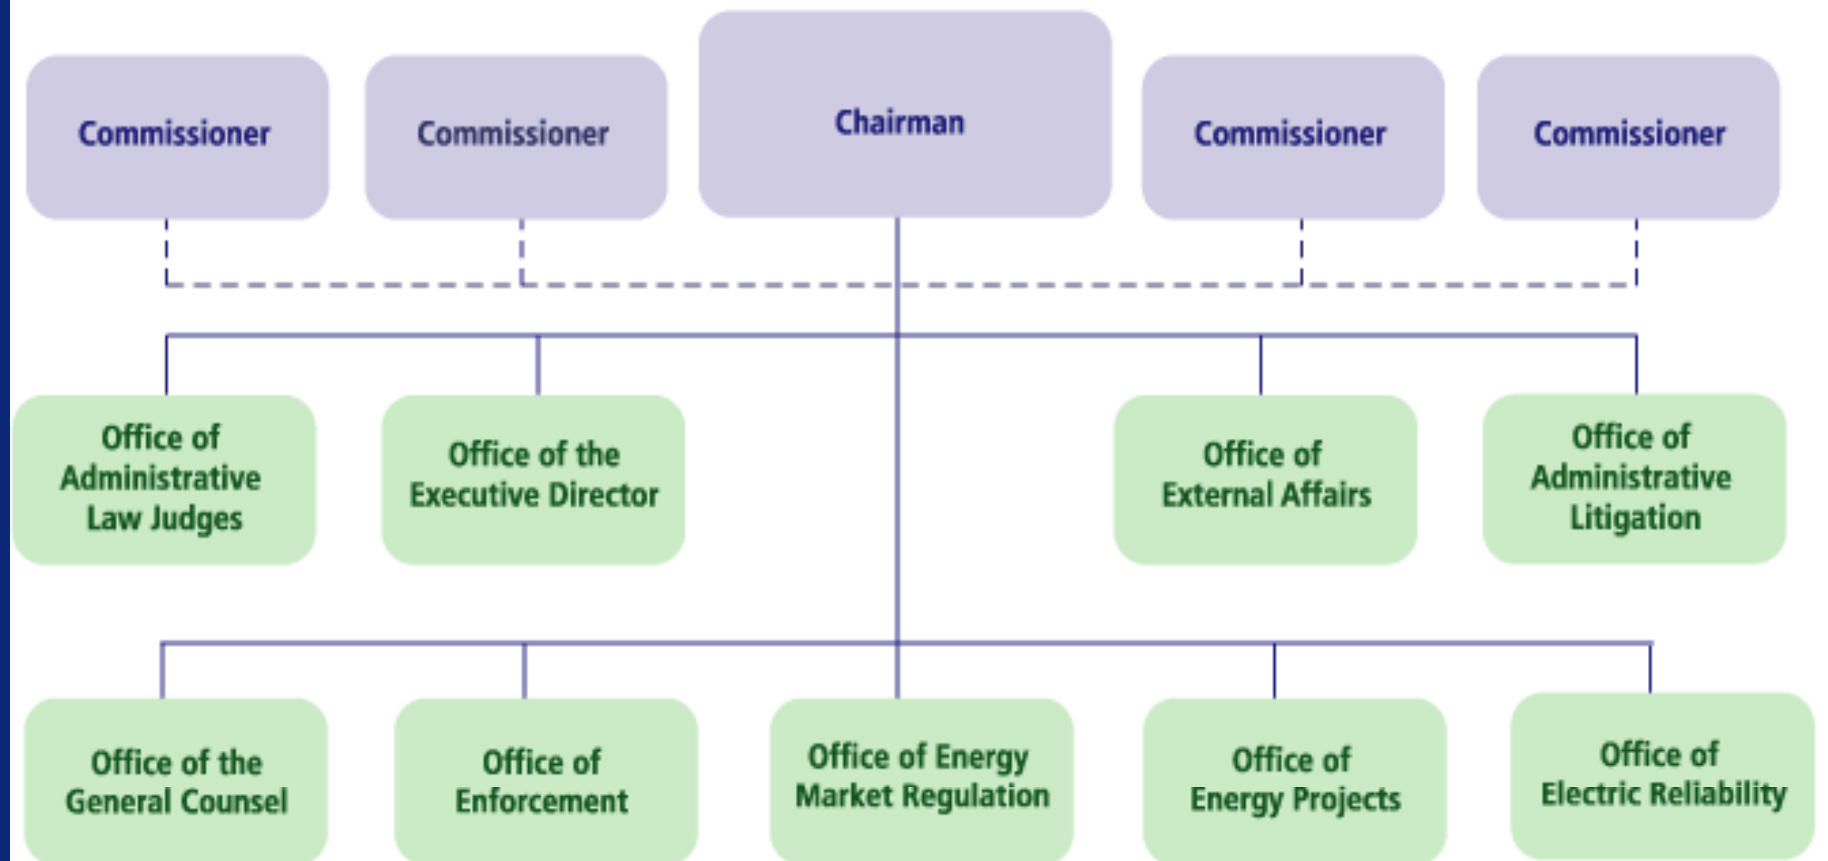 Commissioner
Commissioner
Chairman
Commissioner
Commissioner
Office of
Administrative
Law Judges
Office of the
Executive Director
Office of
External Affairs
Office of
Administrative
Litigation
Office of the
General Counsel
Office of
Enforcement
Office of Energy
Market Regulation
Office of
Energy Projects
Office of
Electric Reliability